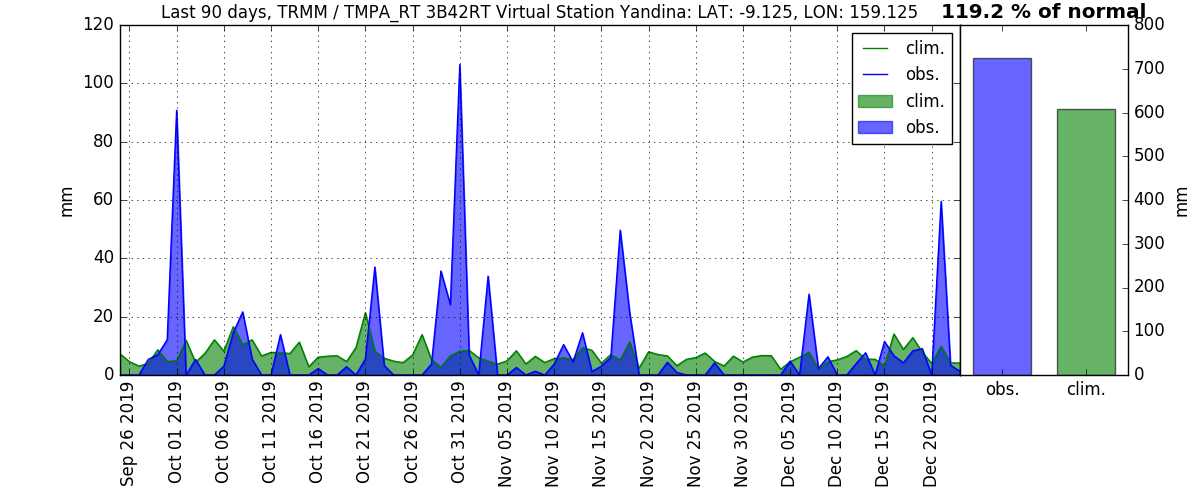 Last 90 days, TRMM / TMPA_RT 3B42RT Virtual Station Yandina: LAT: -9.125, LON: 159.125
119.2 % of normal
120
100
80
60
40
20
0
mm
clim.
obs.
clim.
obs.
800
700
600
500
400
300
200
100
0
mm
Sep 26 2019
Oct 01 2019
Oct 06 2019
Oct 11 2019
Oct 16 2019
Oct 21 2019
Oct 26 2019
Oct 31 2019
Nov 05 2019
Nov 10 2019
Nov 15 2019
Nov 20 2019
Nov 25 2019
Nov 30 2019
Dec 05 2019
Dec 10 2019
Dec 15 2019
Dec 20 2019
obs.
clim.